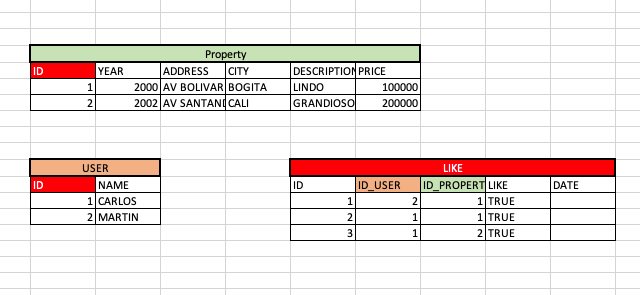 Property
ID YEAR ADDRESS CITY DESCRIPTION PRICE
1 2000 AV BOLIVAR BOGITA LINDO 100000
2 2002 AV SANTAND CALI GRANDIOSO 200000
USER
ID NAME
1 CARLOS
2 MARTIN
LIKE
ID ID_USER ID_PROPERT LIKE DATE
1 2 1 TRUE
2 1 1 TRUE
3 1 2 TRUE